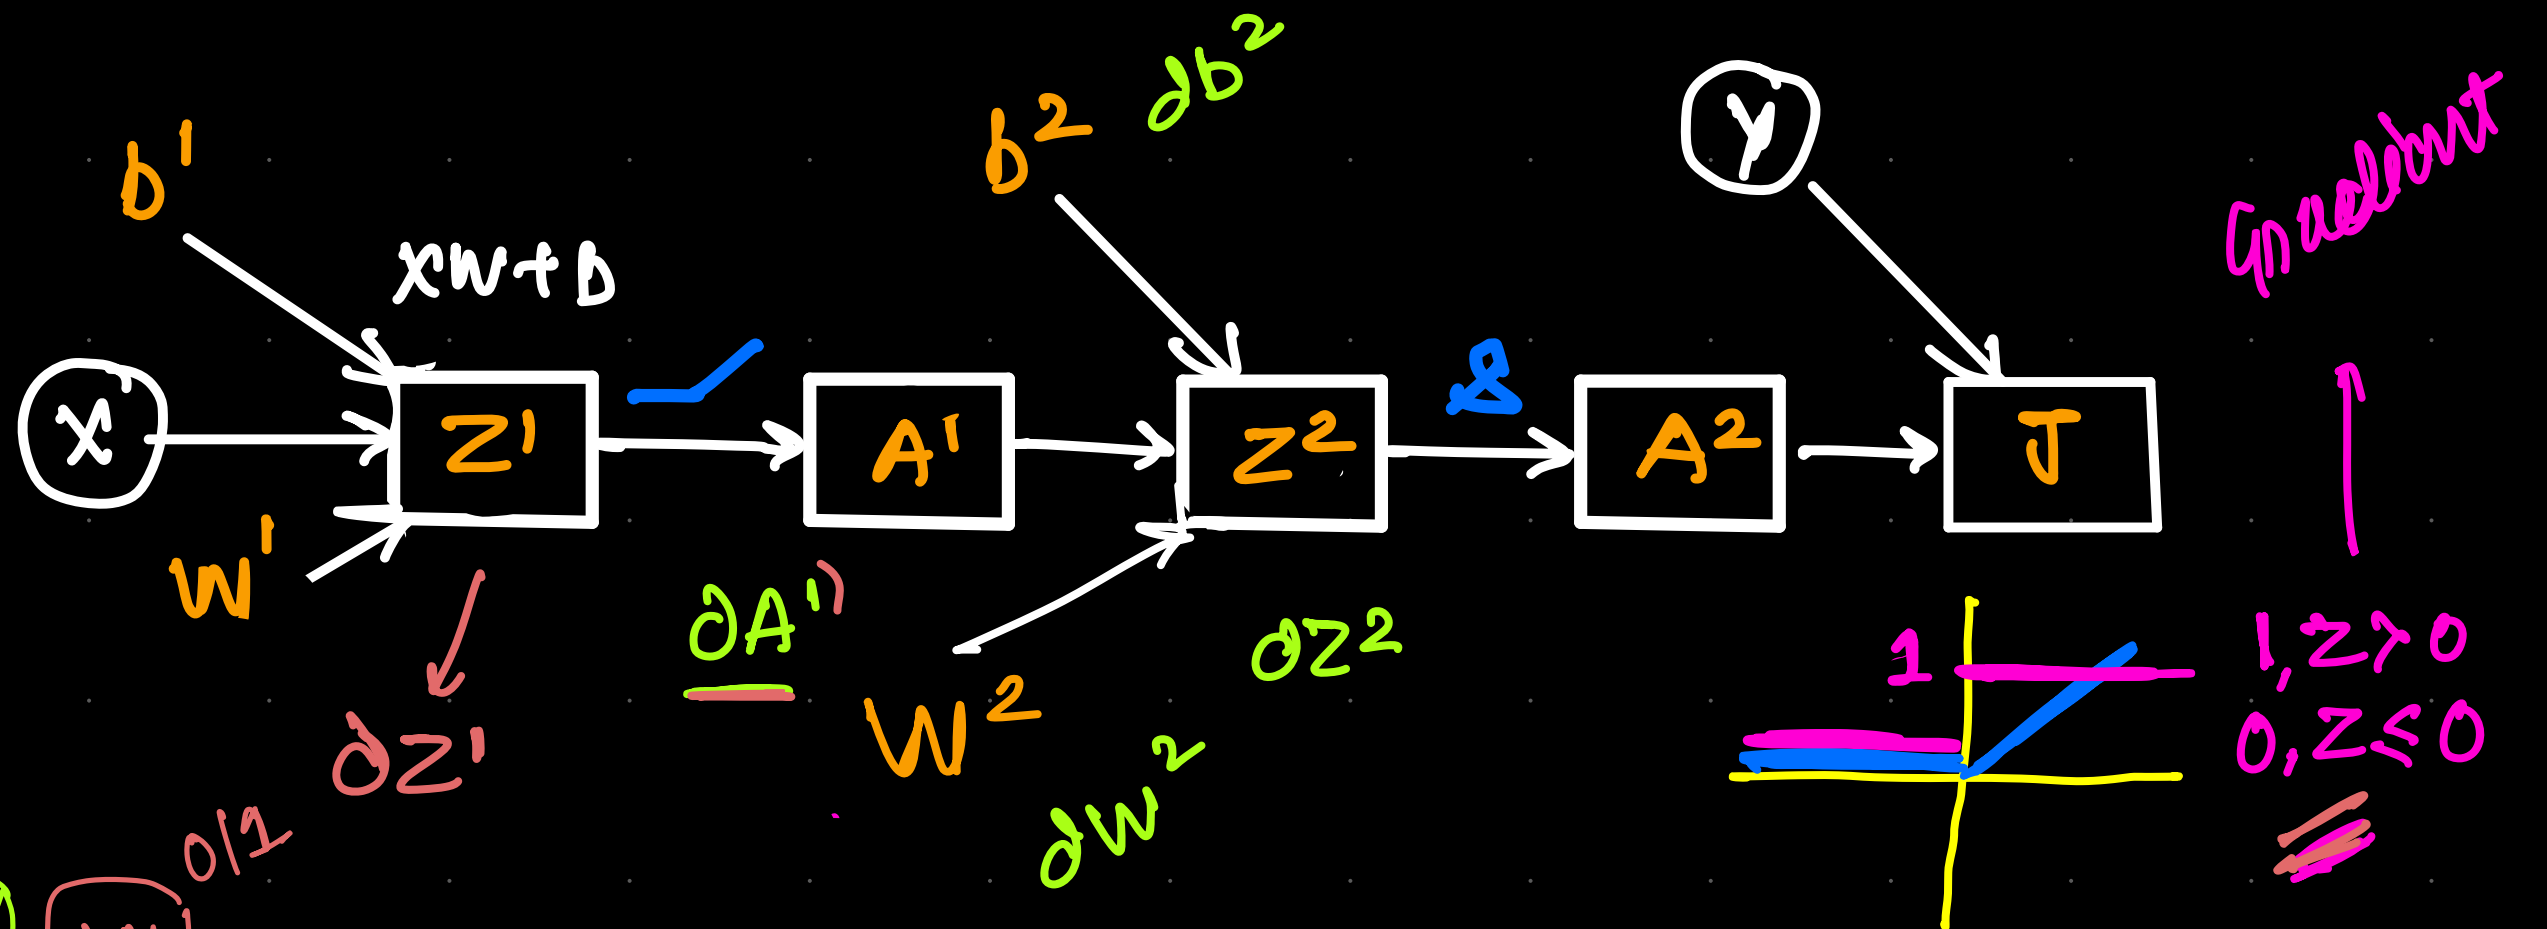 b¹
b²
∂b²
y
Gradient
XW+b
X
Z¹
A¹
Z²
A²
J
W¹
∂A¹
W²
∂Z²
1
1, Z>0
0, Z≤0
∂Z¹
∂W²
0/1